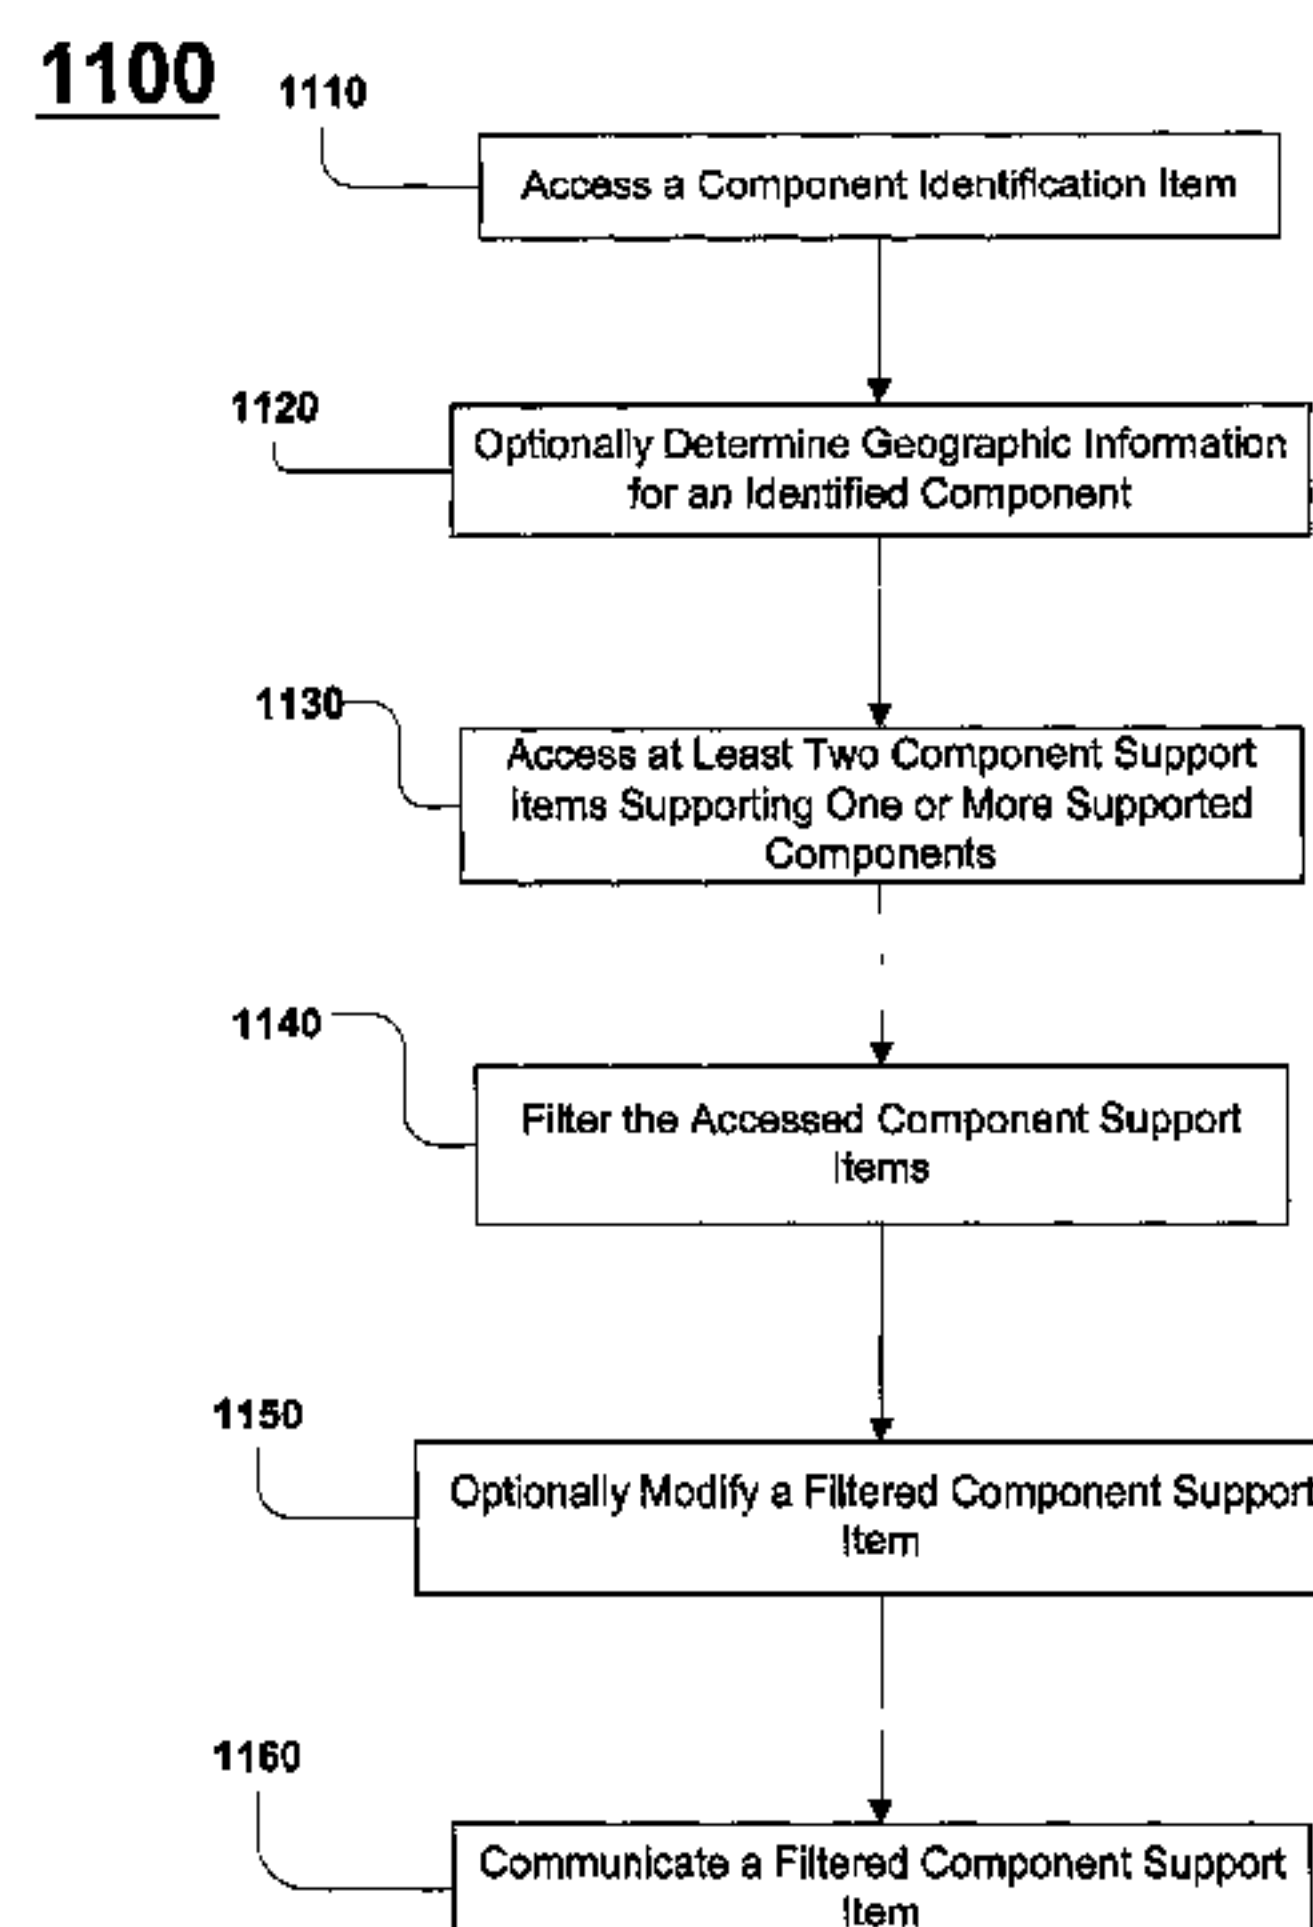 1100
1110
Access a Component Identification Item
1120
Optionally Determine Geographic Information
for an Identified Component
1130
Access at Least Two Component Support
Items Supporting One or More Supported
Components
1140
Filter the Accessed Component Support
Items
1150
Optionally Modify a Filtered Component Support
Item
1160
Communicate a Filtered Component Support
Item